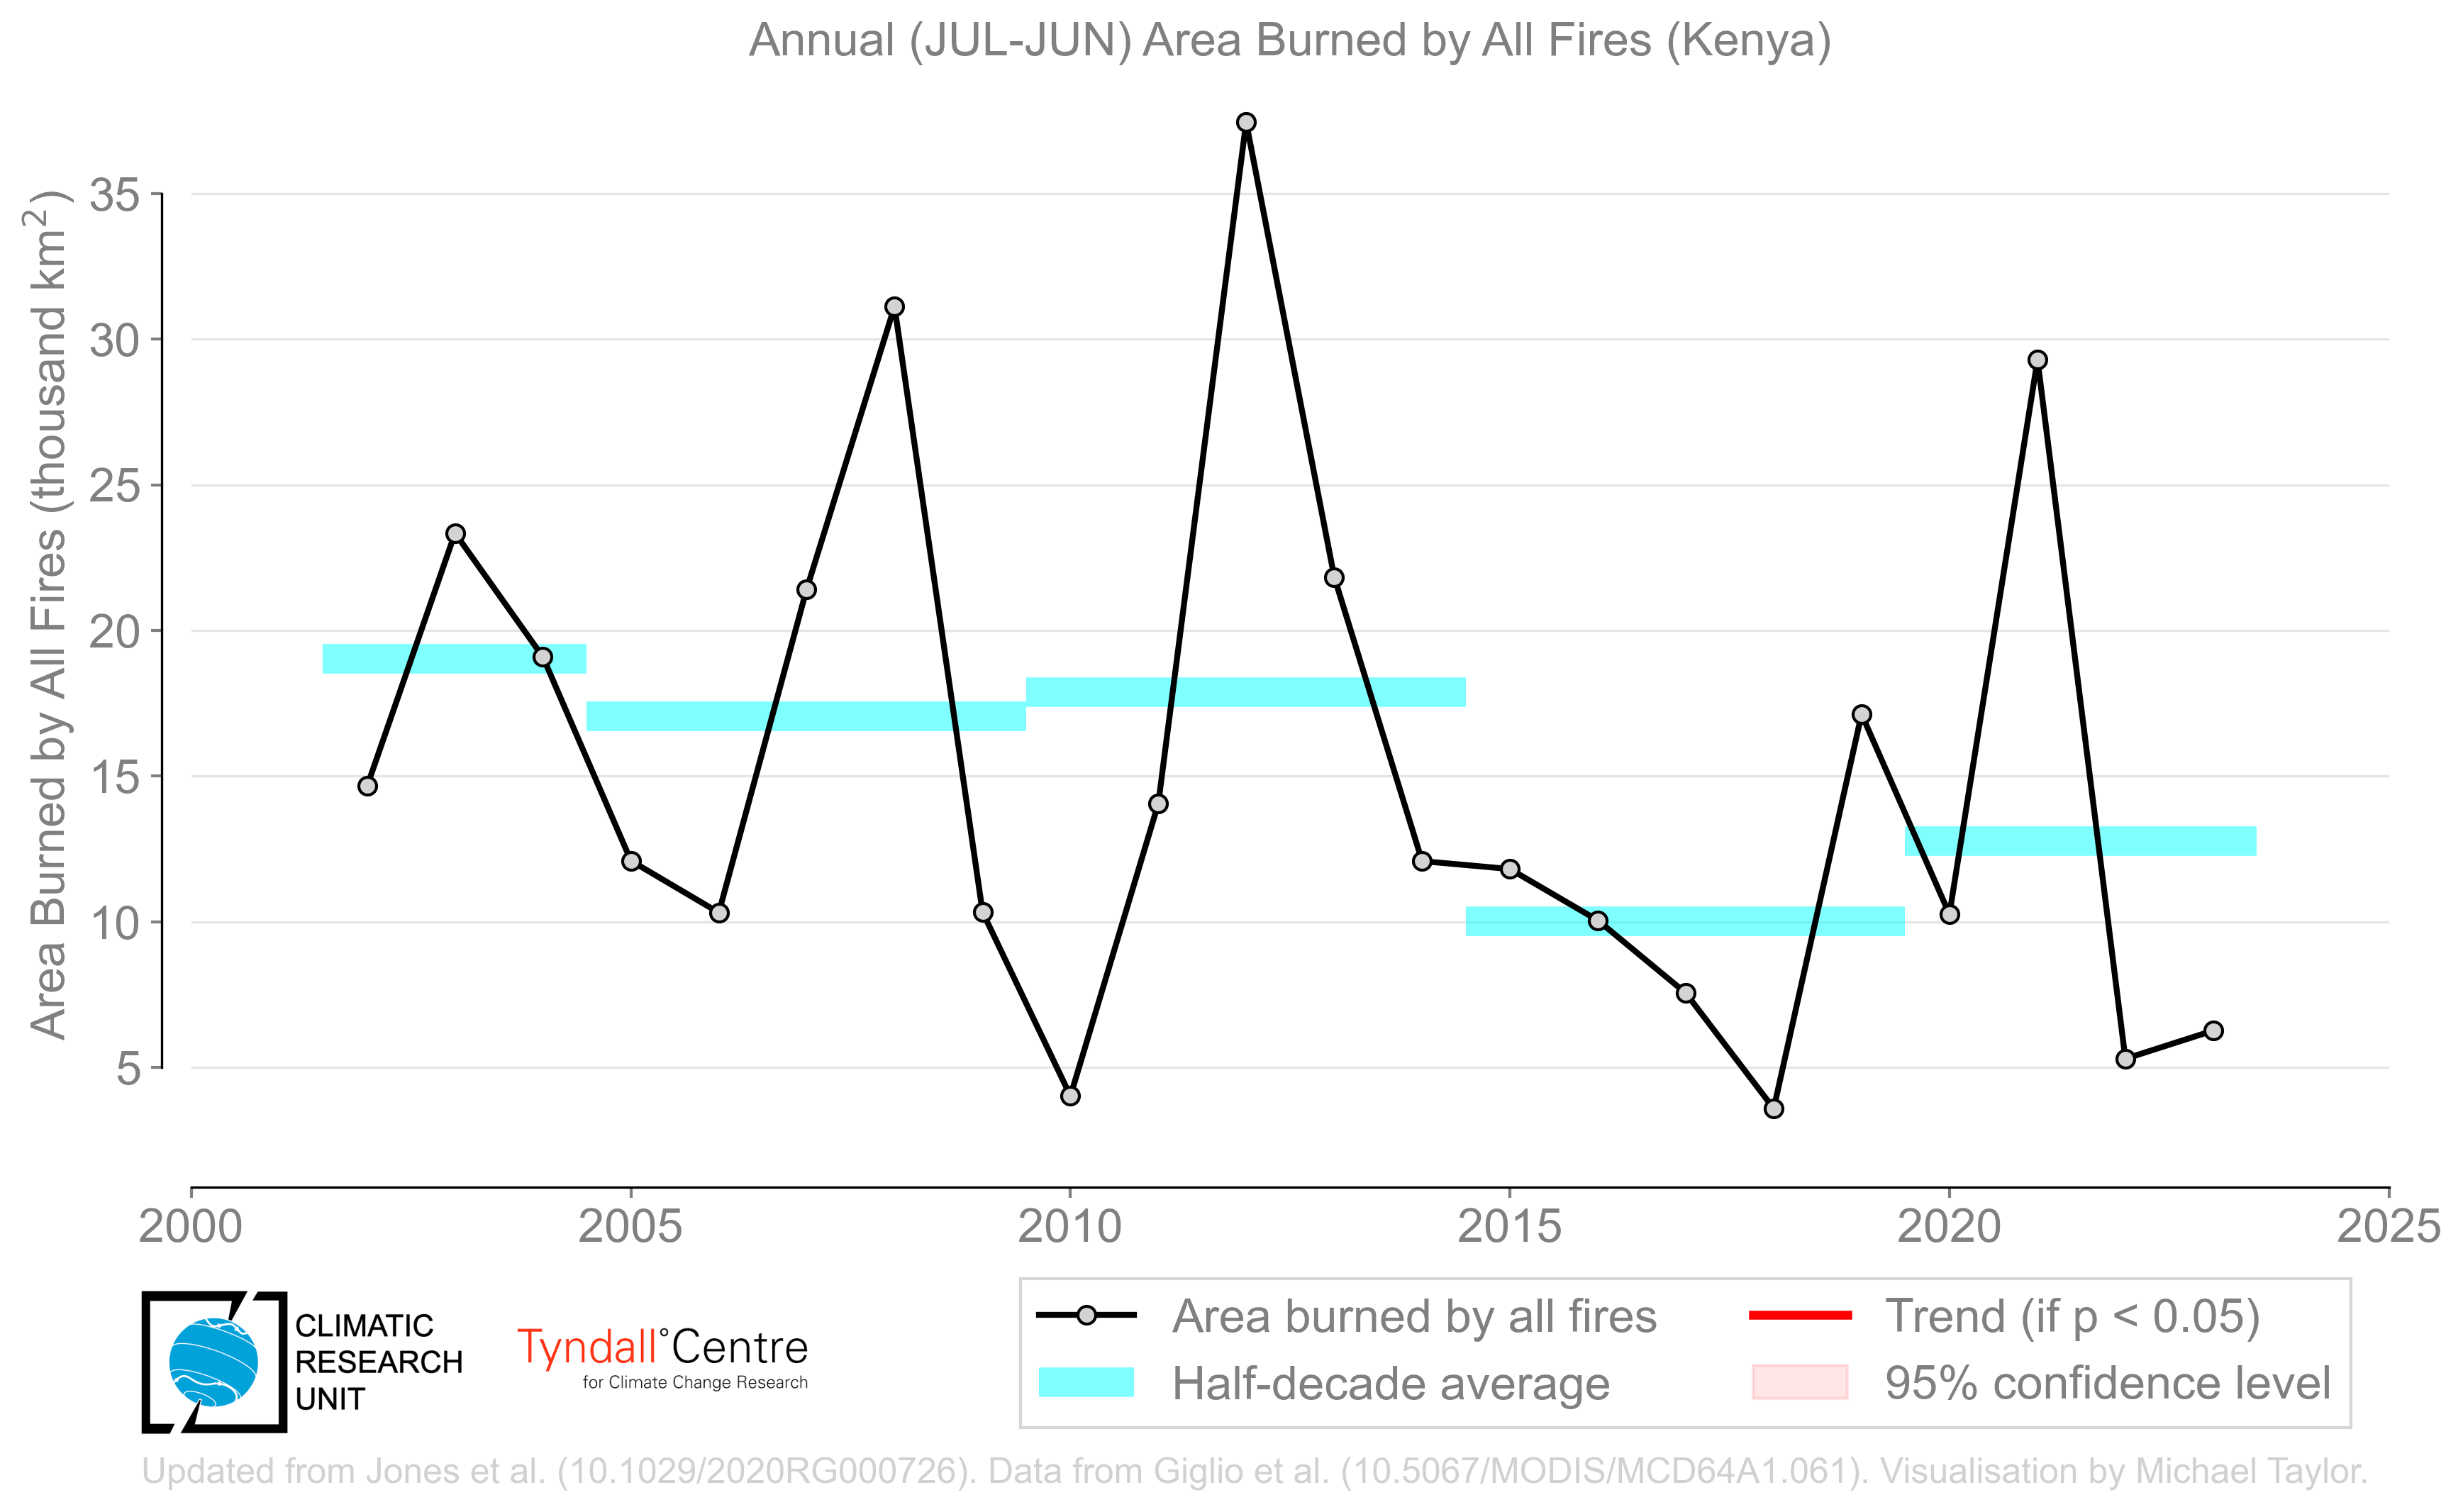 Annual (JUL-JUN) Area Burned by All Fires (Kenya)
Area Burned by All Fires (thousand km²)
35
30
25
20
15
10
5
2000 2005 2010 2015 2020 2025
CLIMATIC
RESEARCH
UNIT
Tyndall°Centre
for Climate Change Research
Area burned by all fires
Half-decade average
Trend (if p < 0.05)
95% confidence level
Updated from Jones et al. (10.1029/2020RG000726). Data from Giglio et al. (10.5067/MODIS/MCD64A1.061). Visualisation by Michael Taylor.